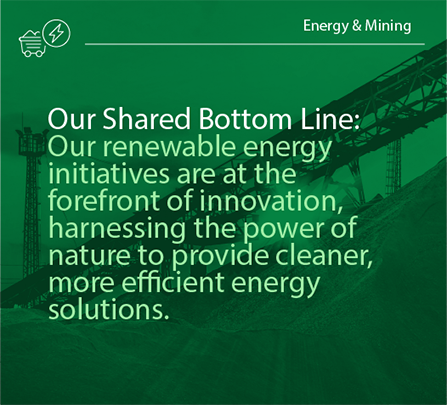 Energy & Mining
Our Shared Bottom Line:
Our renewable energy
initiatives are at the
forefront of innovation,
harnessing the power of
nature to provide cleaner,
more efficient energy
solutions.